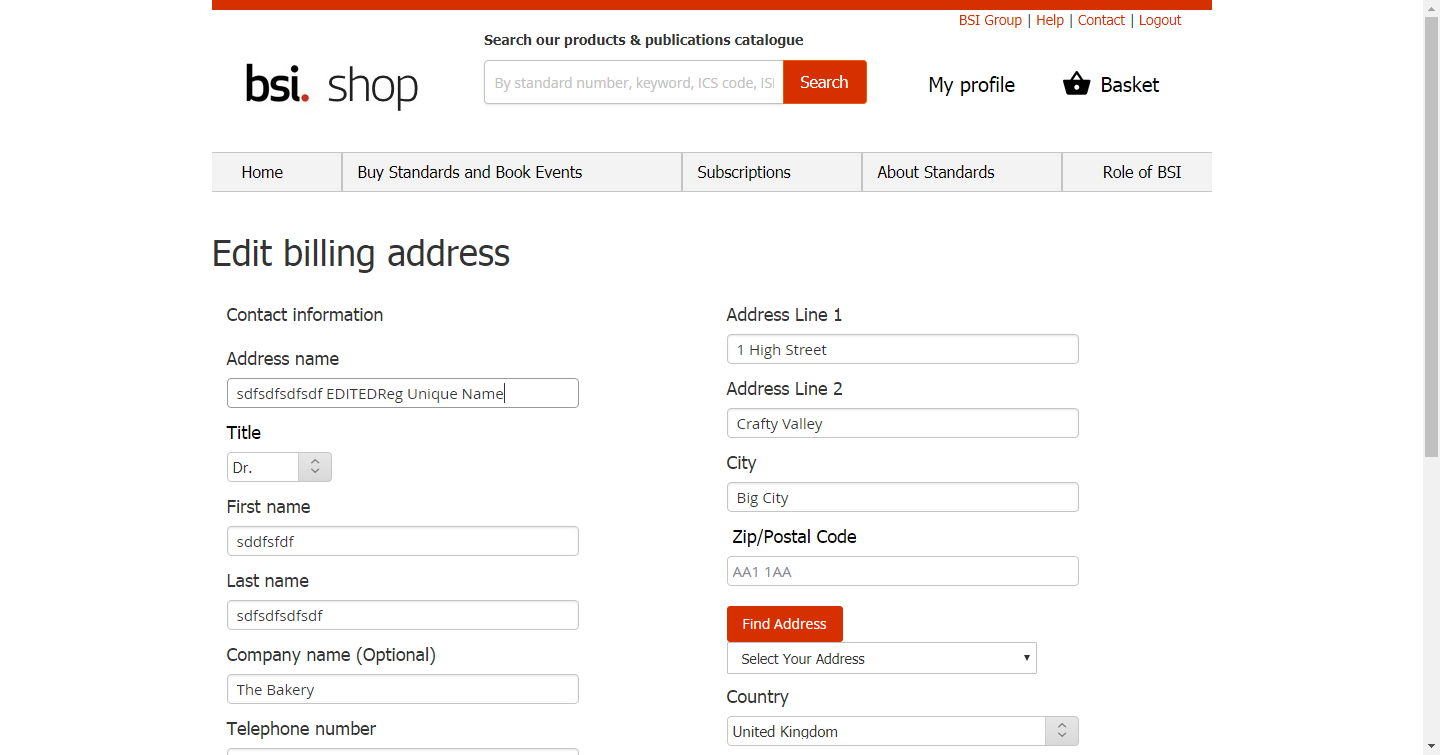 BSI Group | Help | Contact | Logout
Search our products & publications catalogue
bsi. shop
By standard number, keyword, ICS code, ISI
Search
My profile
Basket
Home
Buy Standards and Book Events
Subscriptions
About Standards
Role of BSI
Edit billing address
Contact information
Address name
sdfsdfsdfsdf EDITEDReg Unique Name
Title
Dr.
First name
sddfsfdf
Last name
sdfsdfsdfsdf
Company name (Optional)
The Bakery
Telephone number
Address Line 1
1 High Street
Address Line 2
Crafty Valley
City
Big City
Zip/Postal Code
AA1 1AA
Find Address
Select Your Address
Country
United Kingdom